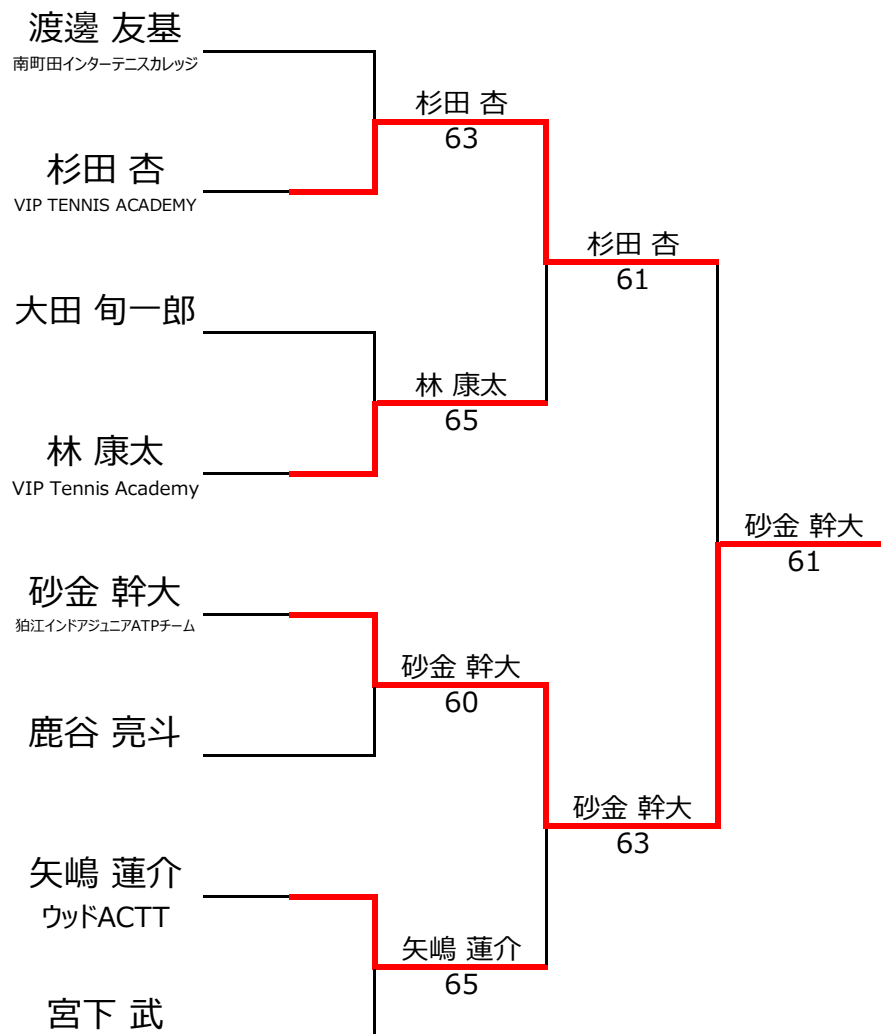 渡邊 友基
南町田インターテニスカレッジ
杉田 杏
63
杉田 杏
VIP TENNIS ACADEMY
杉田 杏
61
大田 旬一郎
林 康太
65
林 康太
VIP Tennis Academy
砂金 幹大
61
砂金 幹大
狛江インドアジュニアATPチーム
砂金 幹大
60
鹿谷 亮斗
砂金 幹大
63
矢嶋 蓮介
ウッドACTT
矢嶋 蓮介
65
宮下 武